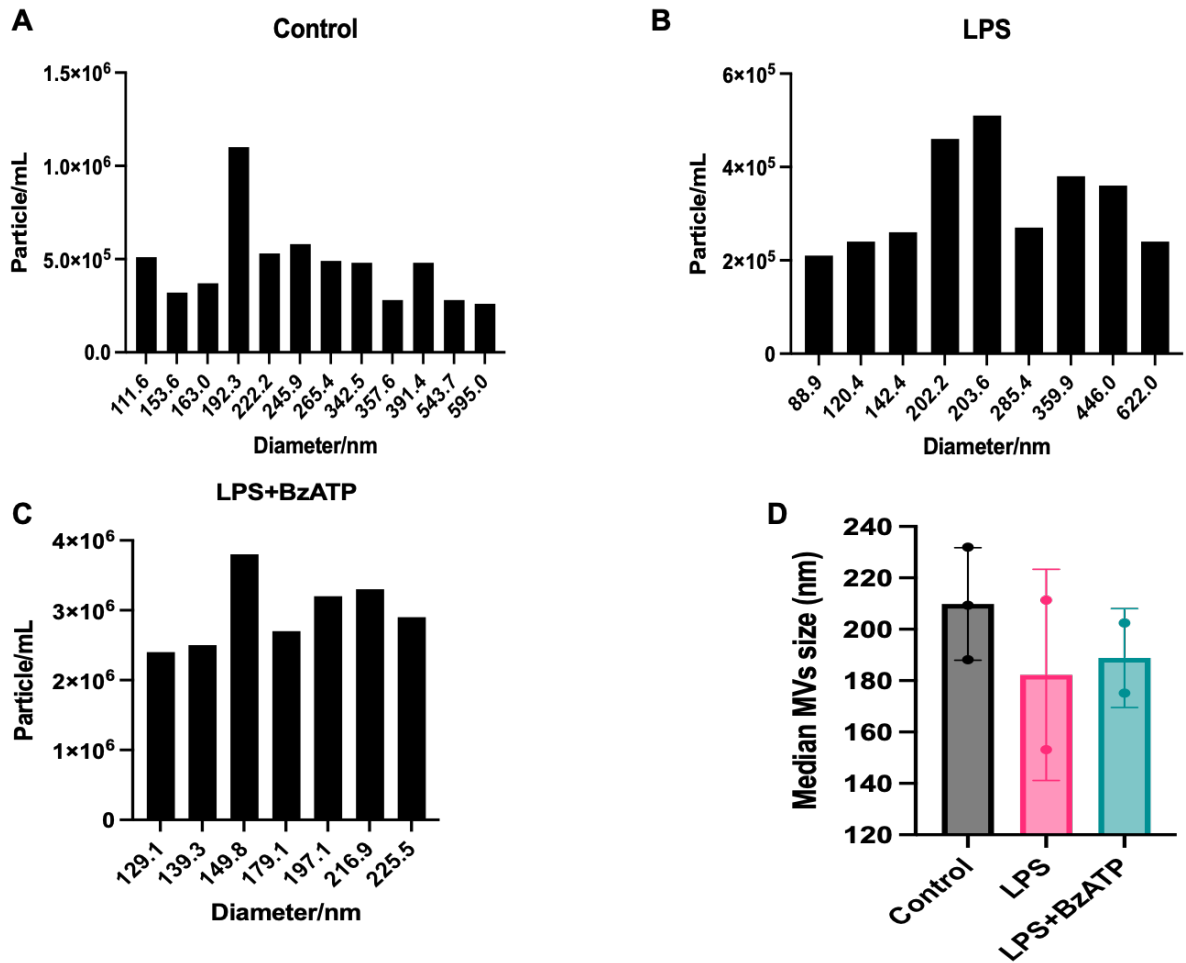 A
Control
Particle/mL
1.5×10⁶
1.0×10⁶
5.0×10⁵
0.0
111.6
153.6
163.0
192.3
222.2
245.9
265.4
342.5
357.6
391.4
543.7
595.0
Diameter/nm
B
LPS
Particle/mL
6×10⁵
4×10⁵
2×10⁵
0
88.9
120.4
142.4
202.2
203.6
285.4
359.9
446.0
622.0
Diameter/nm
C
LPS+BzATP
Particle/mL
4×10⁶
3×10⁶
2×10⁶
1×10⁶
0
129.1
139.3
149.8
179.1
197.1
216.9
225.5
Diameter/nm
D
Median MVs size (nm)
240
220
200
180
160
140
120
Control
LPS
LPS+BzATP